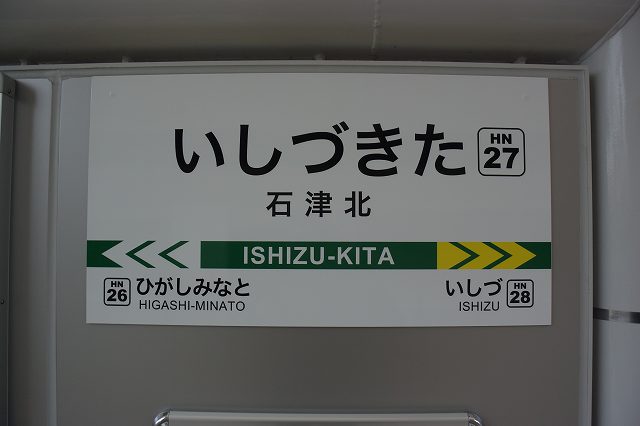 いしづきた HN 27
石津北
ISHIZU-KITA
HN 26 ひがしみなと
HIGASHI-MINATO
いしづ HN 28
ISHIZU